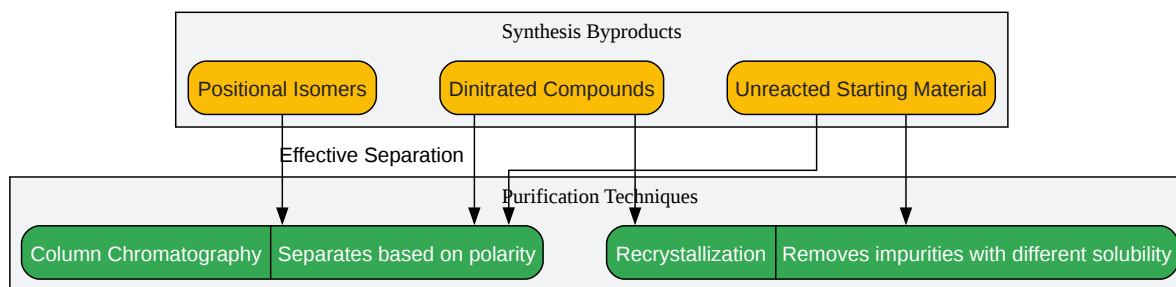 Synthesis Byproducts
Positional Isomers
Dinitrated Compounds
Unreacted Starting Material
Effective Separation
Purification Techniques
Column Chromatography
Separates based on polarity
Recrystallization
Removes impurities with different solubility